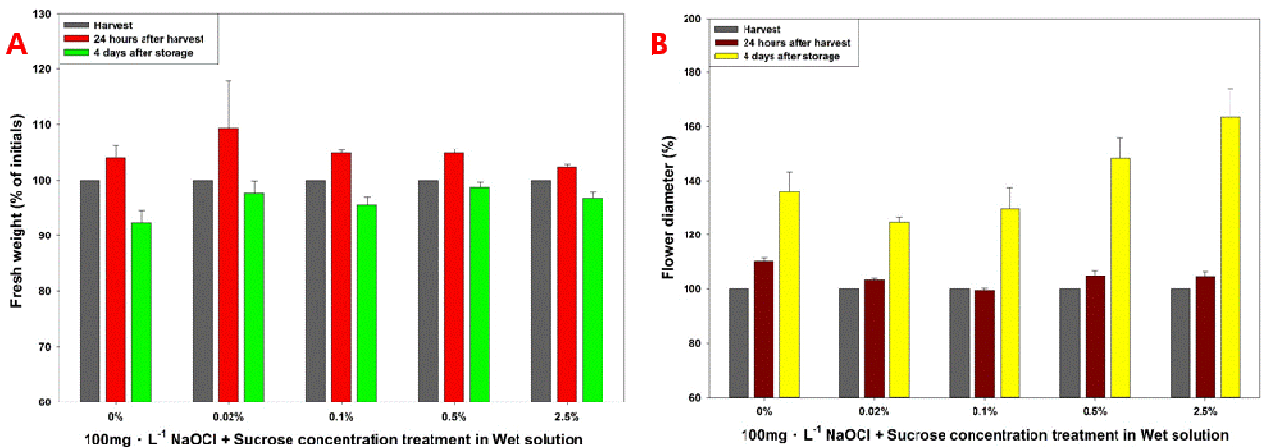 A
130
120
110
100
90
80
70
60
Fresh weight (% of initials)
Harvest
24 hours after harvest
4 days after storage
0%
0.02%
0.1%
0.5%
2.5%
100mg · L⁻¹ NaOCl + Sucrose concentration treatment in Wet solution
B
200
180
160
140
120
100
80
60
Flower diameter (%)
Harvest
24 hours after harvest
4 days after storage
0%
0.02%
0.1%
0.5%
2.5%
100mg · L⁻¹ NaOCl + Sucrose concentration treatment in Wet solution